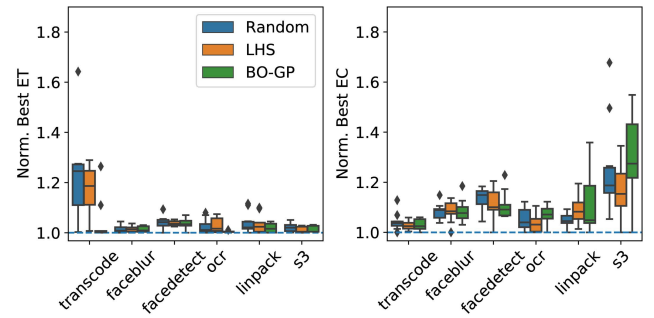 Norm. Best ET
1.8
1.6
1.4
1.2
1.0
Random
LHS
BO-GP
transcode
faceblur
facedetect
ocr
linpack
s3
Norm. Best EC
1.8
1.6
1.4
1.2
1.0
transcode
faceblur
facedetect
ocr
linpack
s3